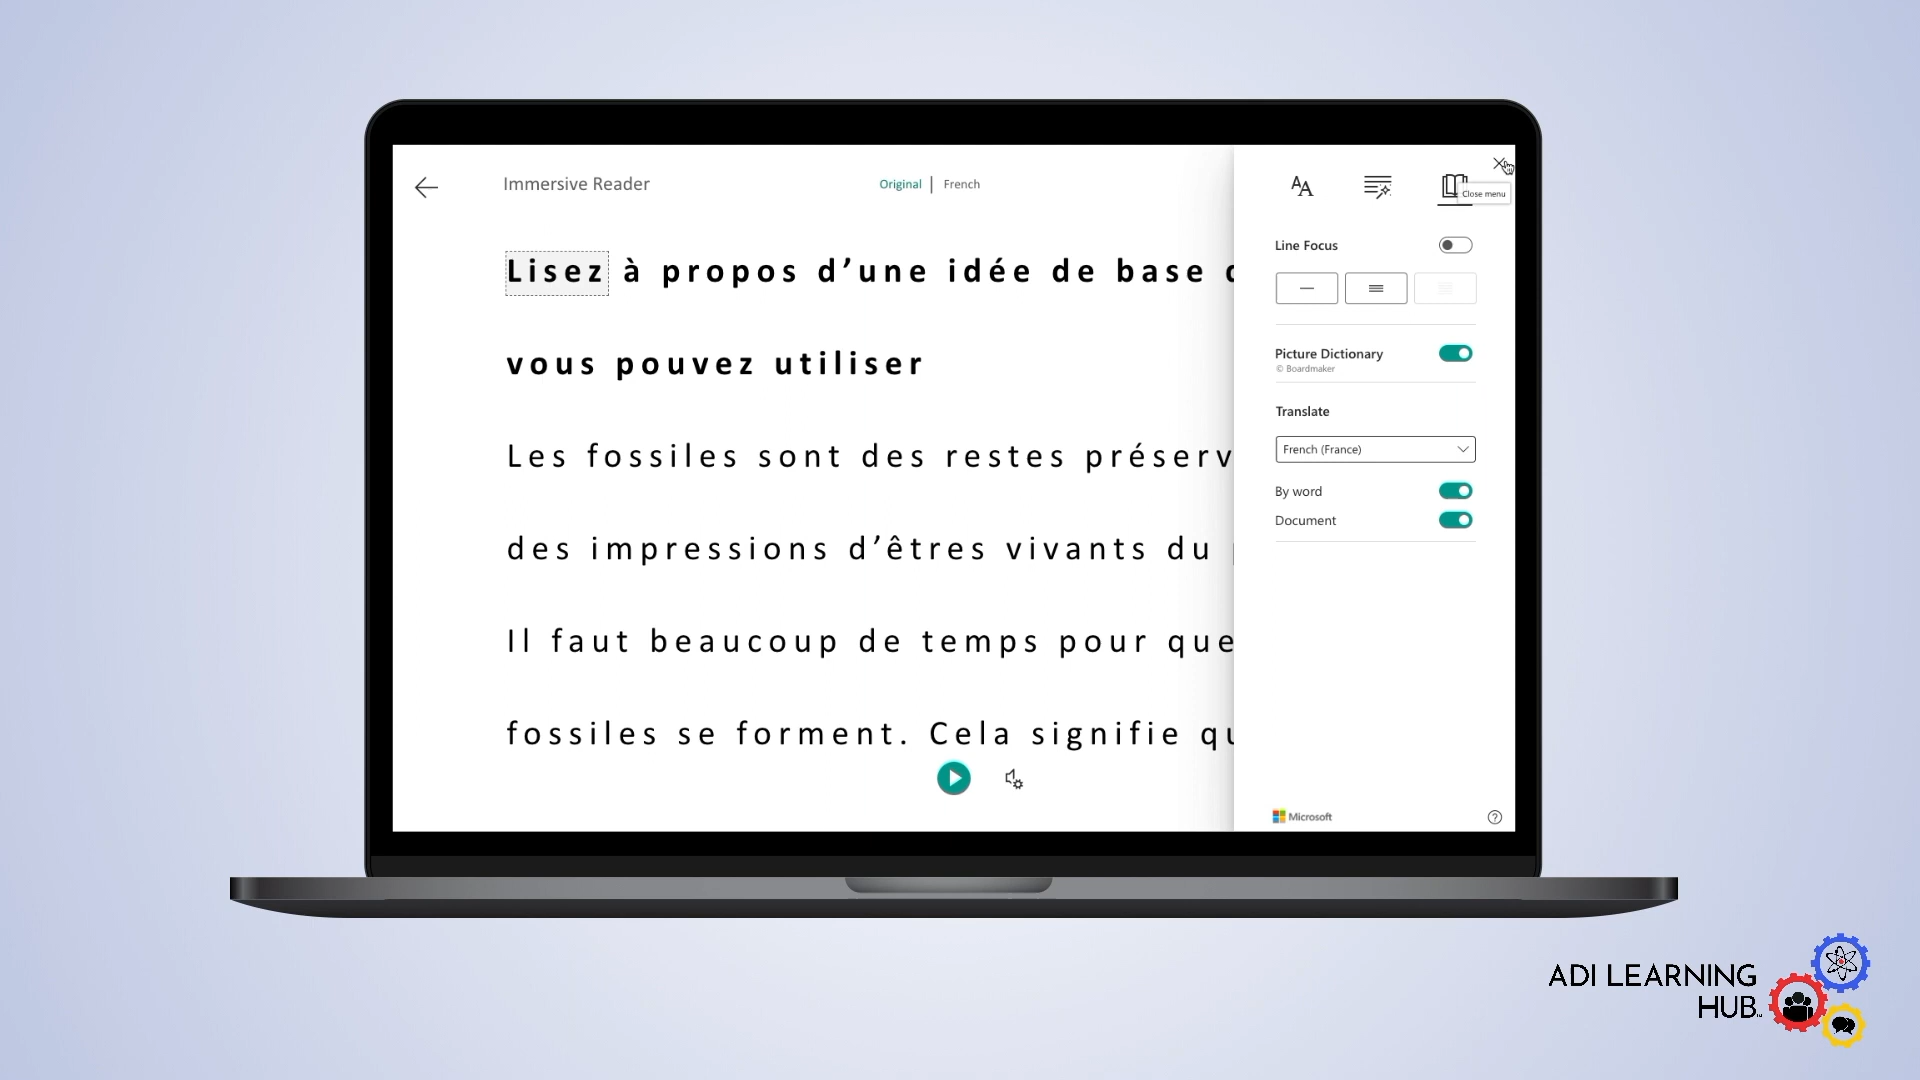 Immersive Reader
Original | French
Close menu
Lisez à propos d’une idée de base
vous pouvez utiliser
Les fossiles sont des restes préserv
des impressions d’êtres vivants du
Il faut beaucoup de temps pour que
fossiles se forment. Cela signifie qu
AA
Line Focus
Picture Dictionary
© Boardmaker
Translate
French (France)
By word
Document
Microsoft
?
ADI LEARNING
HUB